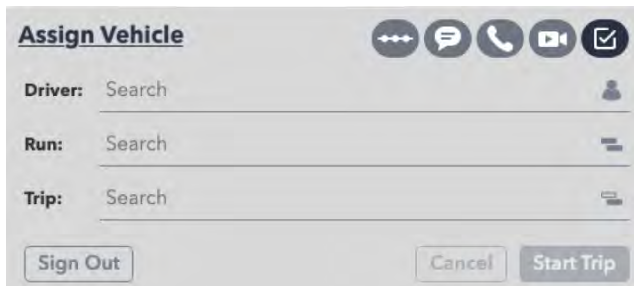 Assign Vehicle
Driver: Search
Run: Search
Trip: Search
Sign Out Cancel Start Trip